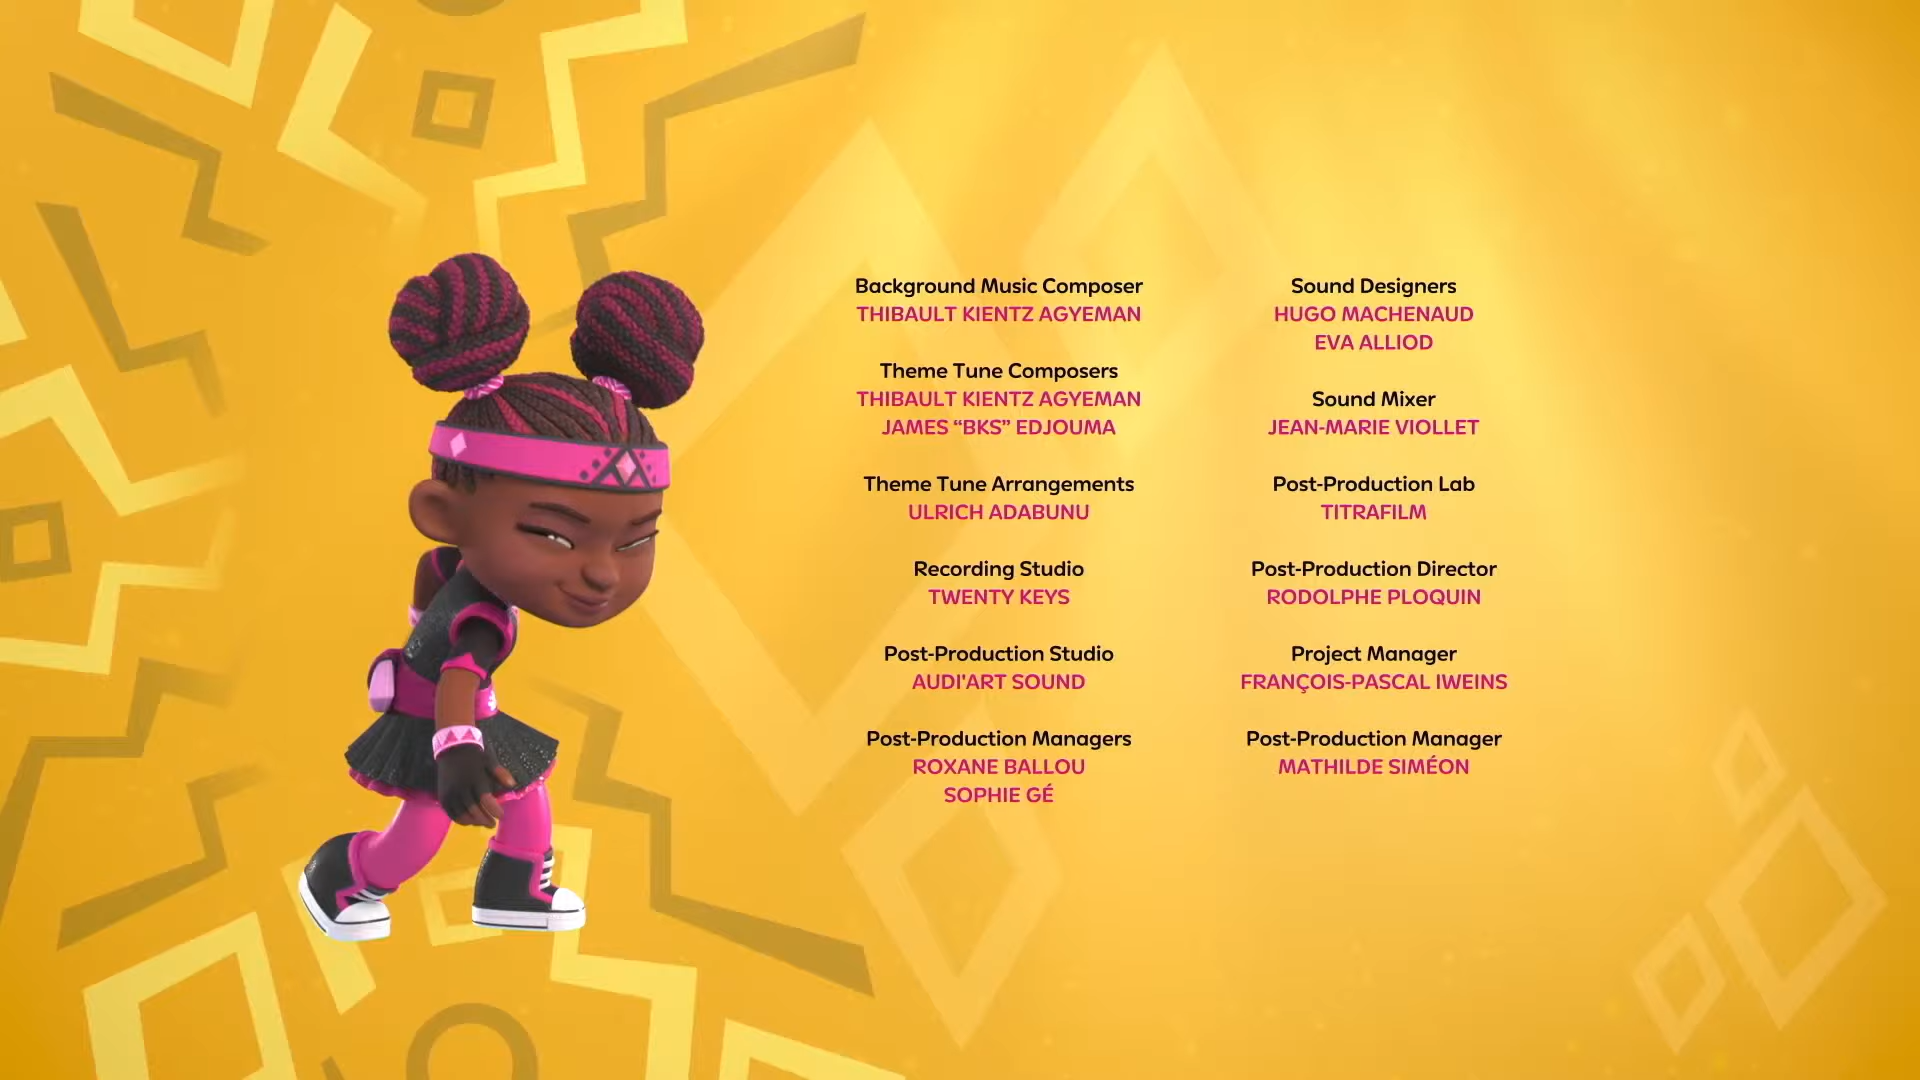 Background Music Composer
THIBAULT KIENTZ AGYEMAN
Theme Tune Composers
THIBAULT KIENTZ AGYEMAN
JAMES “BKS” EDJOUMA
Theme Tune Arrangements
ULRICH ADABUNU
Recording Studio
TWENTY KEYS
Post-Production Studio
AUDI'ART SOUND
Post-Production Managers
ROXANE BALLOU
SOPHIE GÉ
Sound Designers
HUGO MACHENAUD
EVA ALLIOD
Sound Mixer
JEAN-MARIE VIOLLET
Post-Production Lab
TITRAFILM
Post-Production Director
RODOLPHE PLOQUIN
Project Manager
FRANÇOIS-PASCAL IWEINS
Post-Production Manager
MATHILDE SIMÉON